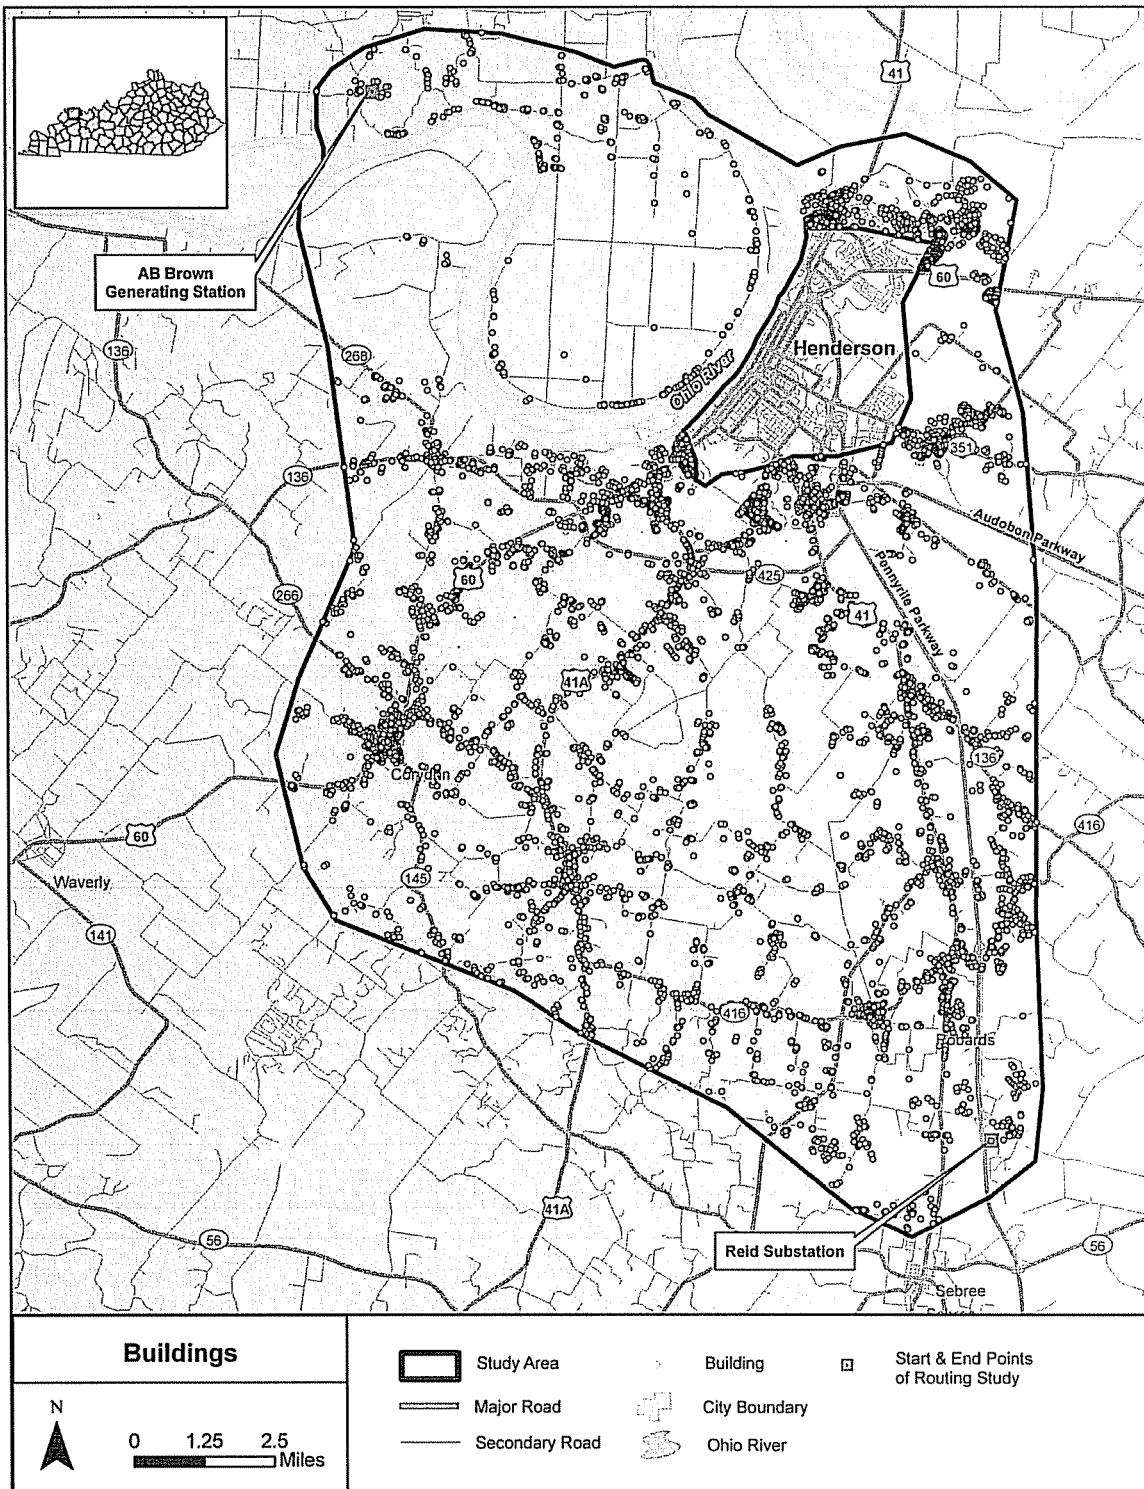 41
AB Brown
Generating Station
60
136
268
Henderson
Ohio River
351
136
Audobon Parkway
Pennyrile Parkway
60
425
266
41
41A
136
Corydon
416
60
Waverly
145
141
416
Robards
41A
Reid Substation
56
56
Sebree
Buildings
N
0 1.25 2.5
Miles
Study Area
Major Road
Secondary Road
Building
City Boundary
Ohio River
Start & End Points
of Routing Study